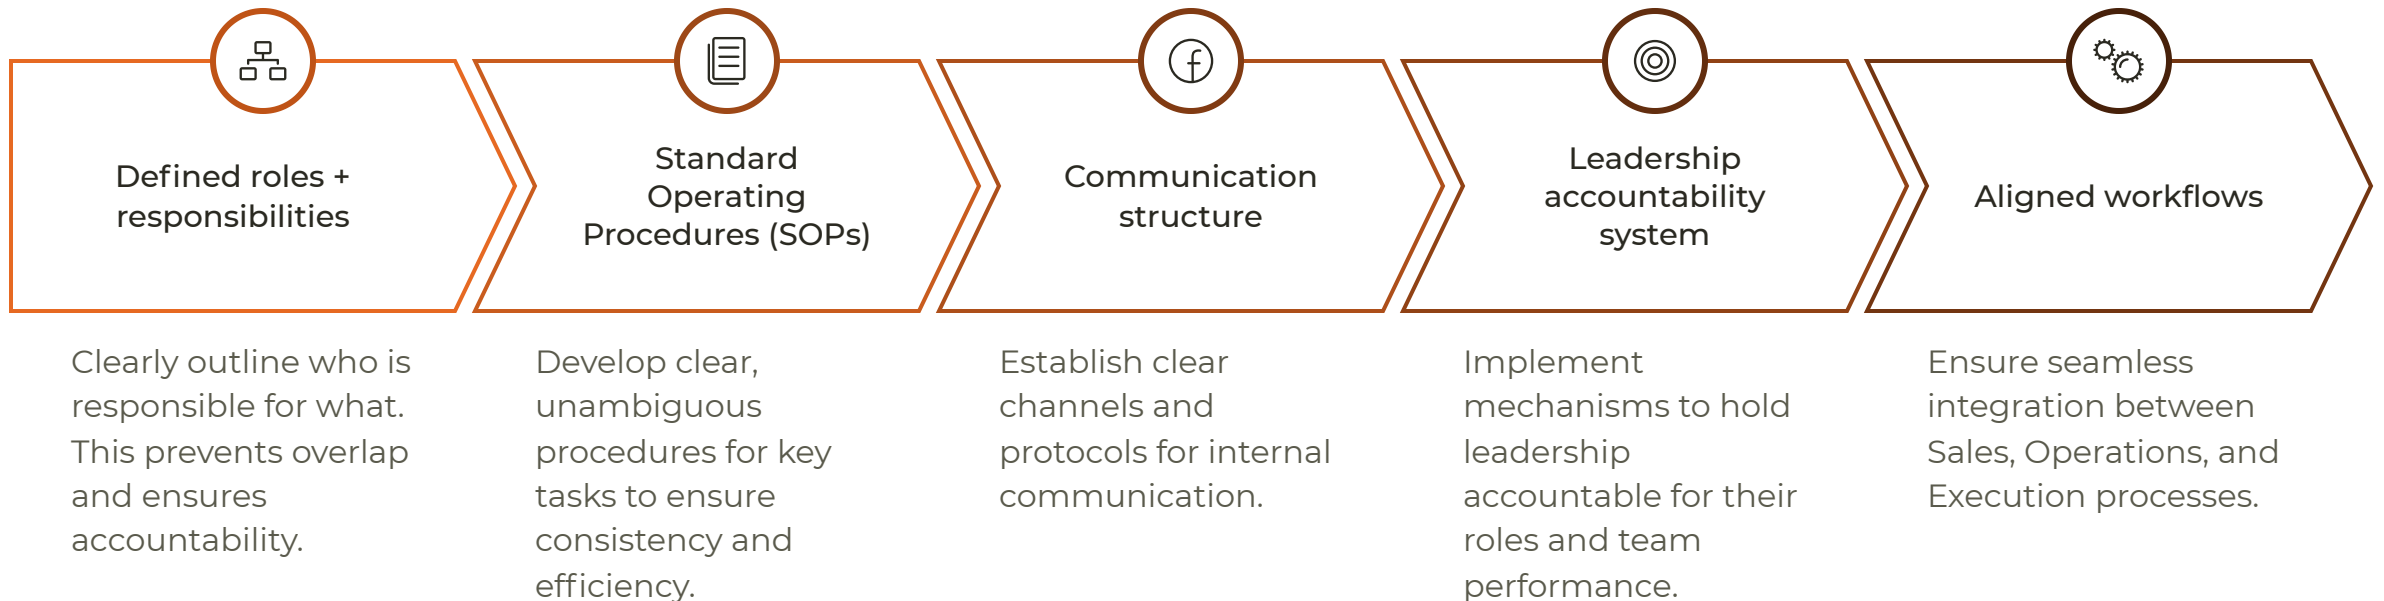 Defined roles +
responsibilities
Clearly outline who is
responsible for what.
This prevents overlap
and ensures
accountability.
Standard
Operating
Procedures (SOPs)
Develop clear,
unambiguous
procedures for key
tasks to ensure
consistency and
efficiency.
Communication
structure
Establish clear
channels and
protocols for internal
communication.
Leadership
accountability
system
Implement
mechanisms to hold
leadership
accountable for their
roles and team
performance.
Aligned workflows
Ensure seamless
integration between
Sales, Operations, and
Execution processes.